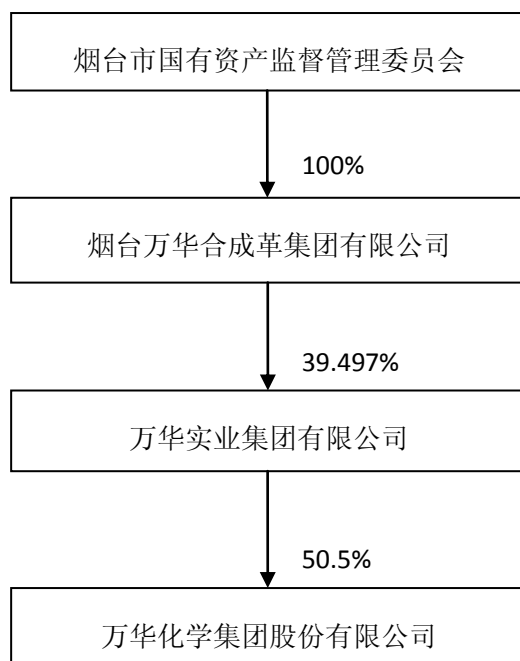 烟台市国有资产监督管理委员会
100%
烟台万华合成革集团有限公司
39.497%
万华实业集团有限公司
50.5%
万华化学集团股份有限公司